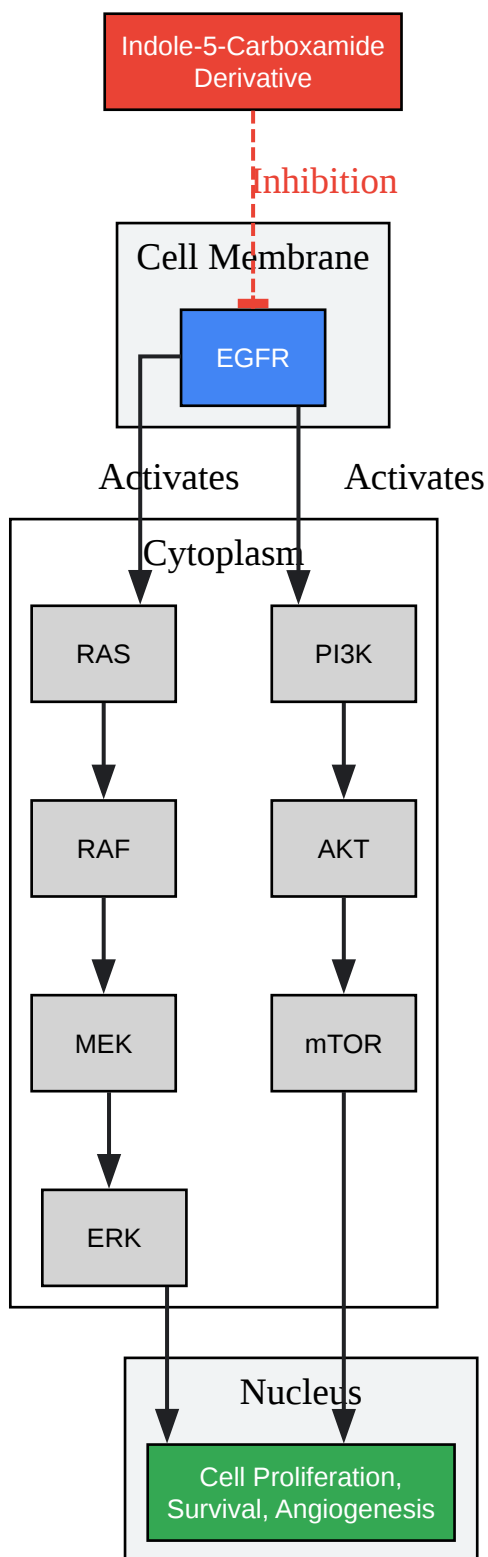 Indole-5-Carboxamide
Derivative
Inhibition
Cell Membrane
EGFR
Activates
Activates
Cytoplasm
RAS
PI3K
RAF
AKT
MEK
mTOR
ERK
Nucleus
Cell Proliferation,
Survival, Angiogenesis